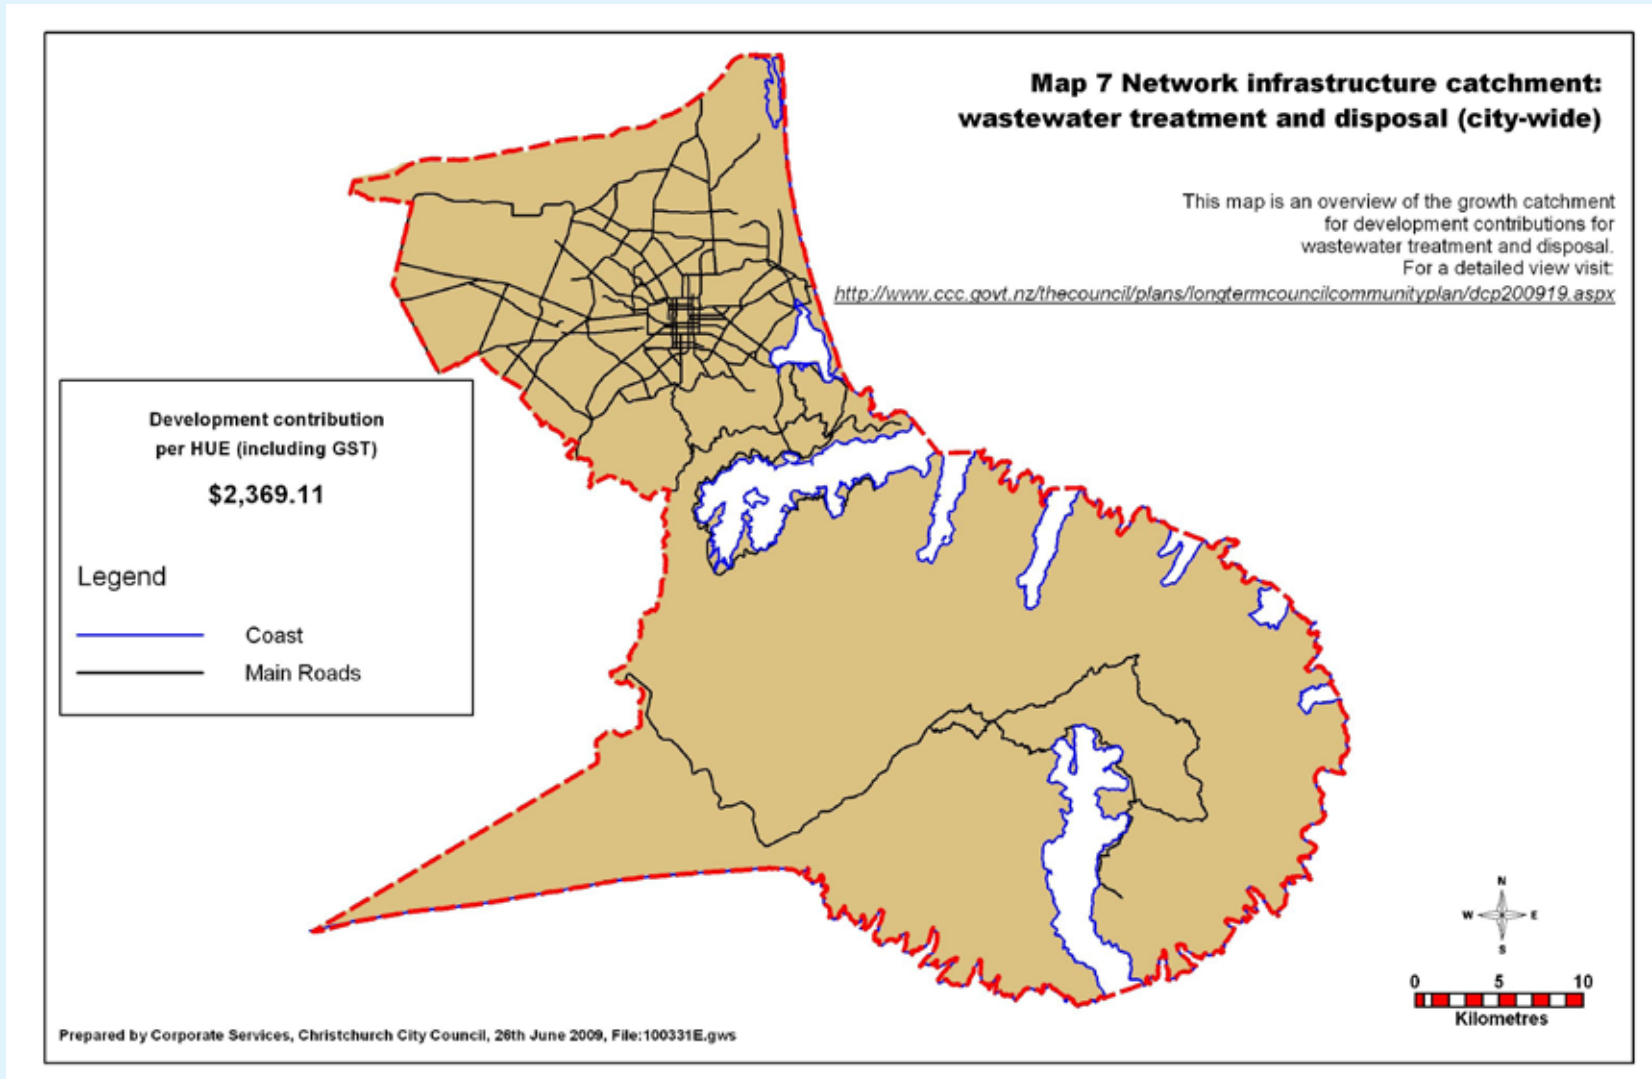 Map 7 Network infrastructure catchment:
wastewater treatment and disposal (city-wide)
This map is an overview of the growth catchment
for development contributions for
wastewater treatment and disposal.
For a detailed view visit:
http://www.ccc.govt.nz/thecouncil/plans/longtermcouncilcommunityplan/dcp200919.aspx
Development contribution
per HUE (including GST)
$2,369.11
Legend
Coast
Main Roads
N
W E
S
0 5 10
Kilometres
Prepared by Corporate Services, Christchurch City Council, 26th June 2009, File:100331E.gws